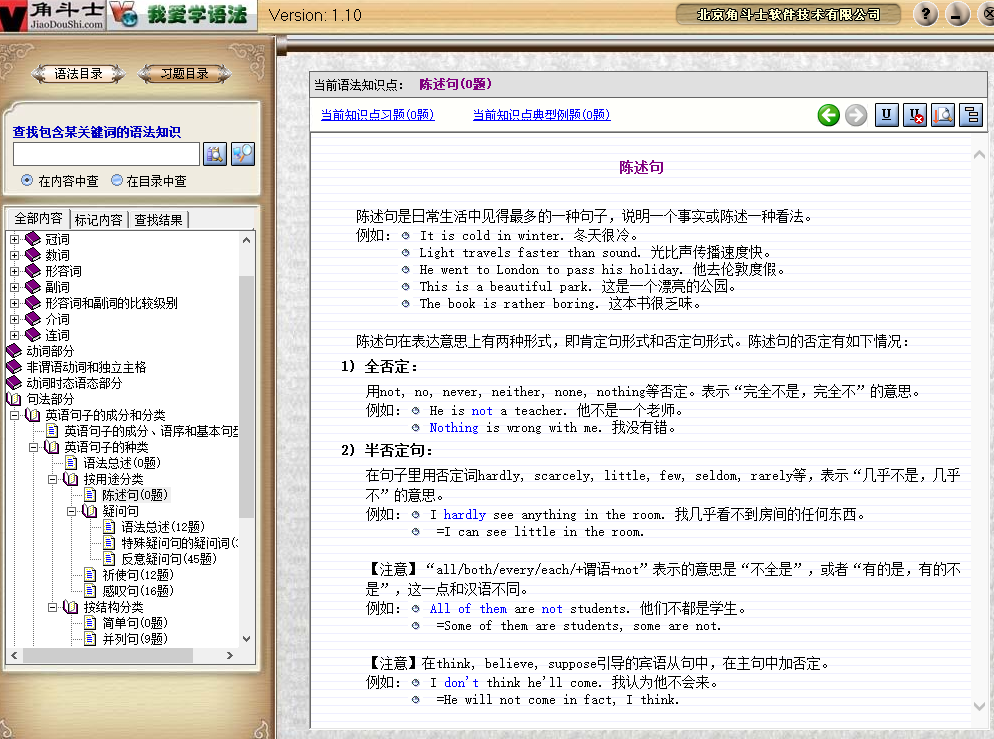 角斗士
JiaoDouShi.com
我爱学语法
Version: 1.10
北京角斗士软件技术有限公司
语法目录
习题目录
查找包含某关键词的语法知识
在内容中查
在目录中查
全部内容
标记内容
查找结果
冠词
数词
形容词
副词
形容词和副词的比较级别
介词
连词
动词部分
非谓语动词和独立主格
动词时态语态部分
句法部分
英语句子的成分和分类
英语句子的成分、语序和基本句型
英语句子的种类
语法总述(0题)
按用途分类
陈述句(0题)
疑问句
语法总述(12题)
特殊疑问句的疑问词(3
反意疑问句(45题)
祈使句(12题)
感叹句(16题)
按结构分类
简单句(0题)
并列句(9题)
当前语法知识点: 陈述句(0题)
当前知识点习题(0题)
当前知识点典型例题(0题)
陈述句
陈述句是日常生活中见得最多的一种句子，说明一个事实或陈述一种看法。
例如: It is cold in winter. 冬天很冷。
Light travels faster than sound. 光比声传播速度快。
He went to London to pass his holiday. 他去伦敦度假。
This is a beautiful park. 这是一个漂亮的公园。
The book is rather boring. 这本书很乏味。
陈述句在表达意思上有两种形式，即肯定句形式和否定句形式。陈述句的否定有如下情况:
1) 全否定:
用not, no, never, neither, none, nothing等否定。表示“完全不是，完全不”的意思。
例如: He is not a teacher. 他不是一个老师。
Nothing is wrong with me. 我没有错。
2) 半否定句:
在句子里用否定词hardly, scarcely, little, few, seldom, rarely等，表示“几乎不是，几乎
不”的意思。
例如: I hardly see anything in the room. 我几乎看不到房间的任何东西。
=I can see little in the room.
【注意】“all/both/every/each/+谓语+not”表示的意思是“不全是”，或者“有的是，有的不
是”，这一点和汉语不同。
例如: All of them are not students. 他们不都是学生。
=Some of them are students, some are not.
【注意】在think, believe, suppose引导的宾语从句中，在主句中加否定。
例如: I don't think he'll come. 我认为他不会来。
=He will not come in fact, I think.